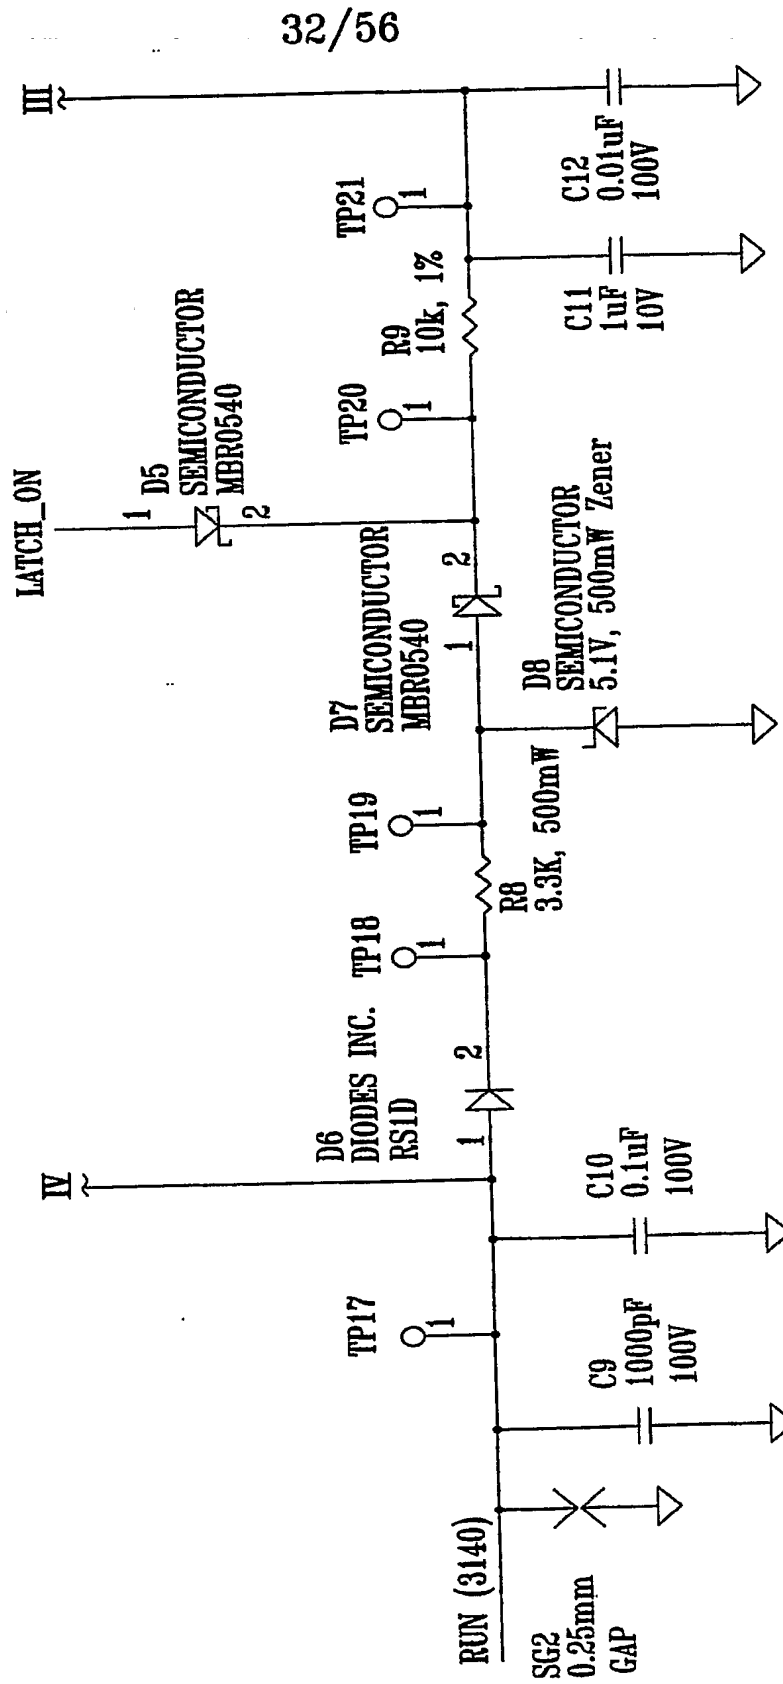 32/56
III
TP21
1
C12
0.01uF
100V
C11
1uF
10V
R9
10k, 1%
TP20
1
LATCH_ON
1
D5
SEMICONDUCTOR
MBR0540
2
D7
SEMICONDUCTOR
MBR0540
1
2
D8
SEMICONDUCTOR
5.1V, 500mW Zener
TP19
1
R8
3.3K, 500mW
TP18
1
D6
DIODES INC.
RS1D
1
2
IV
C10
0.1uF
100V
TP17
1
C9
1000pF
100V
RUN (3140)
SG2
0.25mm
GAP